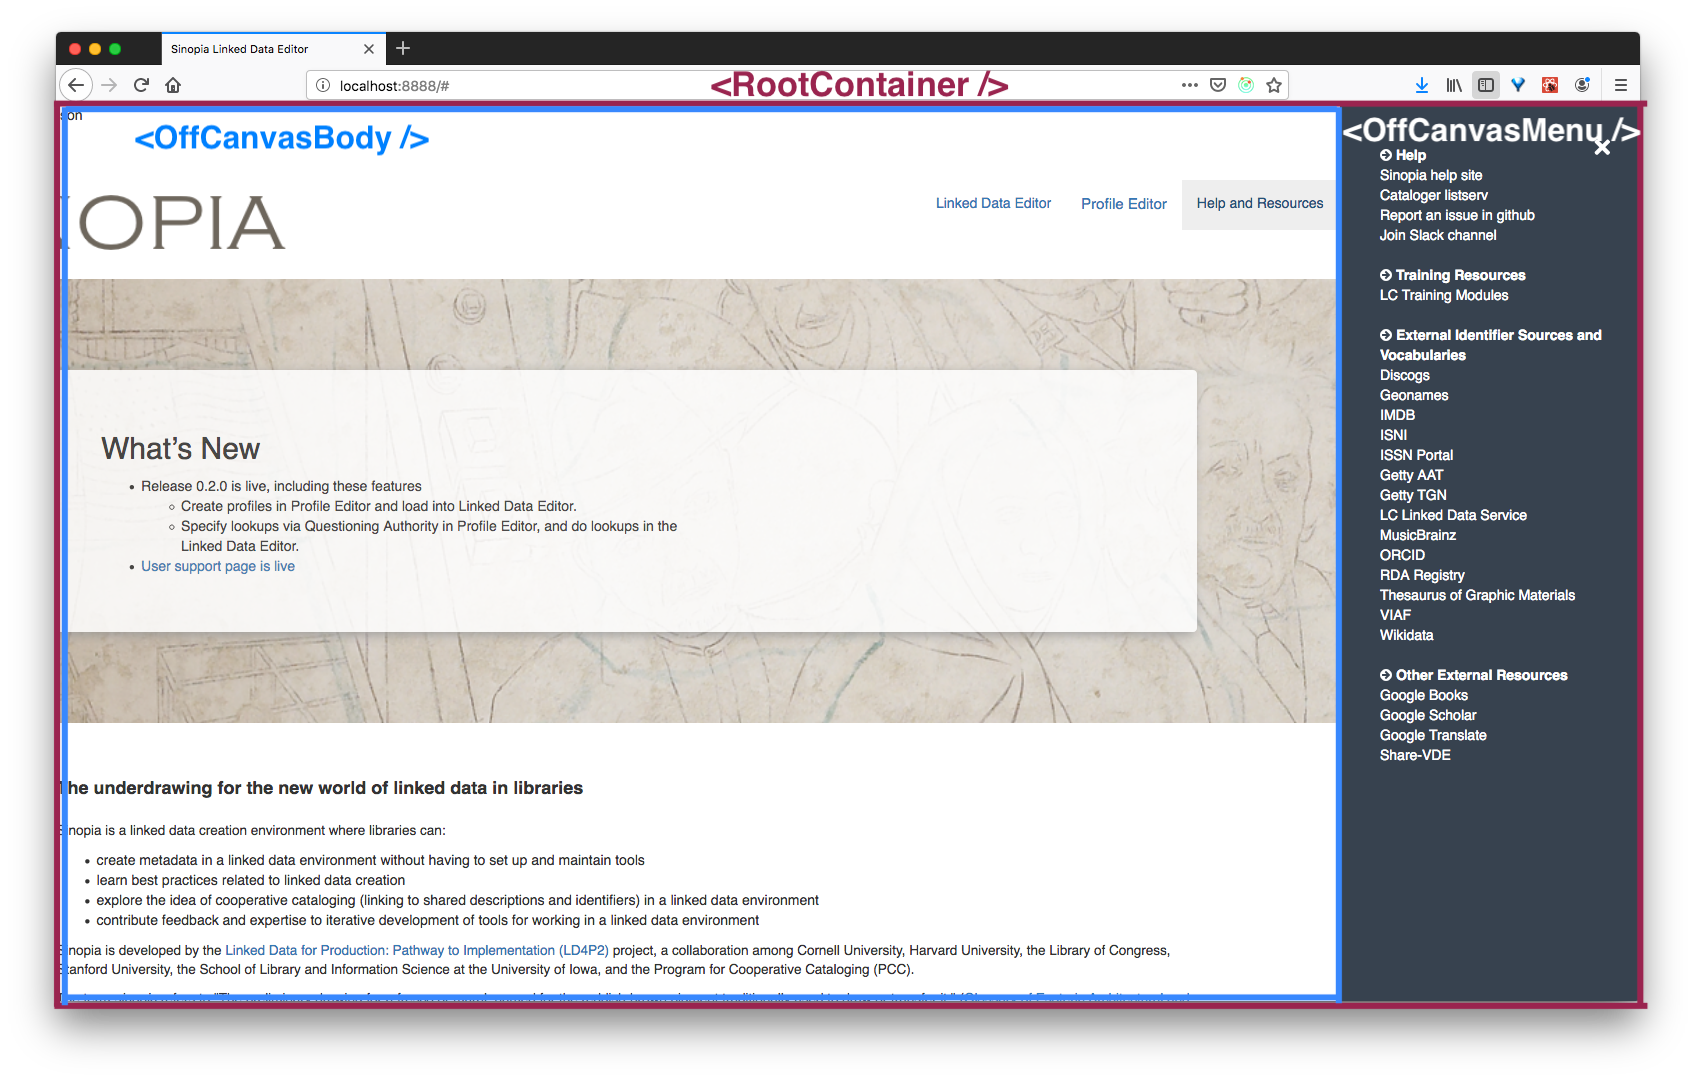 Sinopia Linked Data Editor
localhost:8888/#
<RootContainer />
son
<OffCanvasBody />
OPIA
Linked Data Editor
Profile Editor
Help and Resources
What’s New
Release 0.2.0 is live, including these features
Create profiles in Profile Editor and load into Linked Data Editor.
Specify lookups via Questioning Authority in Profile Editor, and do lookups in the
Linked Data Editor.
User support page is live
The underdrawing for the new world of linked data in libraries
Sinopia is a linked data creation environment where libraries can:
create metadata in a linked data environment without having to set up and maintain tools
learn best practices related to linked data creation
explore the idea of cooperative cataloging (linking to shared descriptions and identifiers) in a linked data environment
contribute feedback and expertise to iterative development of tools for working in a linked data environment
Sinopia is developed by the Linked Data for Production: Pathway to Implementation (LD4P2) project, a collaboration among Cornell University, Harvard University, the Library of Congress,
Stanford University, the School of Library and Information Science at the University of Iowa, and the Program for Cooperative Cataloging (PCC).
<OffCanvasMenu />
Help
Sinopia help site
Cataloger listserv
Report an issue in github
Join Slack channel
Training Resources
LC Training Modules
External Identifier Sources and
Vocabularies
Discogs
Geonames
IMDB
ISNI
ISSN Portal
Getty AAT
Getty TGN
LC Linked Data Service
MusicBrainz
ORCID
RDA Registry
Thesaurus of Graphic Materials
VIAF
Wikidata
Other External Resources
Google Books
Google Scholar
Google Translate
Share-VDE